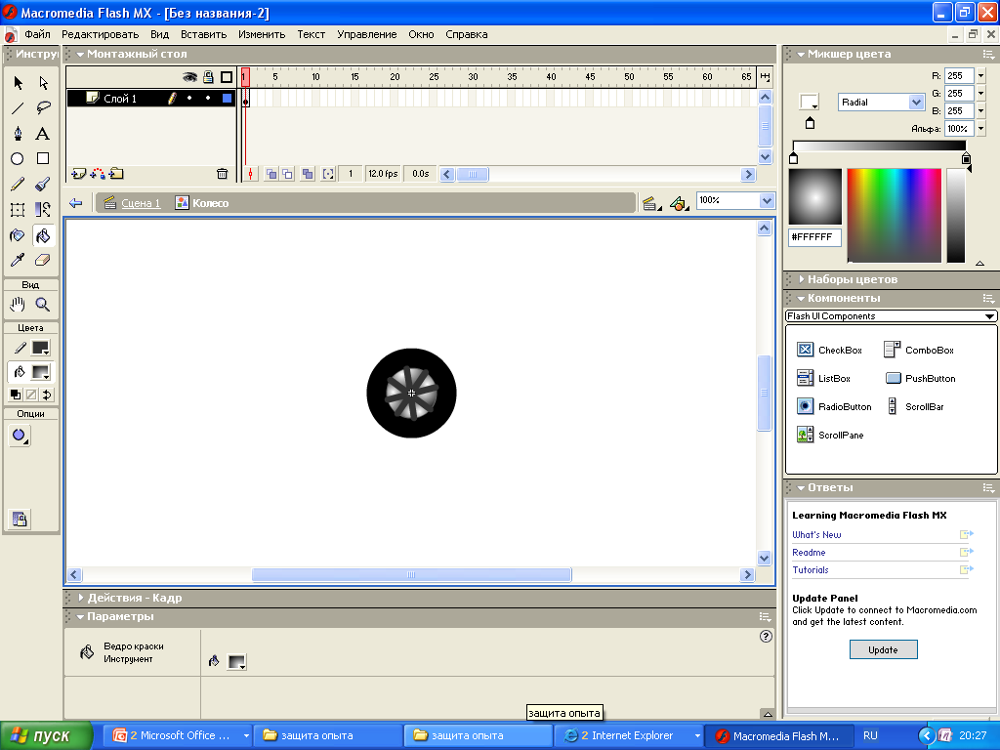 Macromedia Flash MX - [Без названия-2]
Файл Редактировать Вид Вставить Изменить Текст Управление Окно Справка
Инстру
Монтажный стол
1 5 10 15 20 25 30 35 40 45 50 55 60 65
Слой 1
1 12.0 fps 0.0s
Сцена 1 Колесо 100%
Вид
Цвета
Опции
Действия - Кадр
Параметры
Ведро краски
Инструмент
Микшер цвета
R: 255
Radial
G: 255
B: 255
Альфа: 100%
#FFFFFF
Наборы цветов
Компоненты
Flash UI Components
CheckBox ComboBox
ListBox PushButton
RadioButton ScrollBar
ScrollPane
Ответы
Learning Macromedia Flash MX
What's New
Readme
Tutorials
Update Panel
Click Update to connect to Macromedia.com
and get the latest content.
Update
защита опыта
пуск 2 Microsoft Office ... защита опыта защита опыта 2 Internet Explorer Macromedia Flash M... RU 20:27